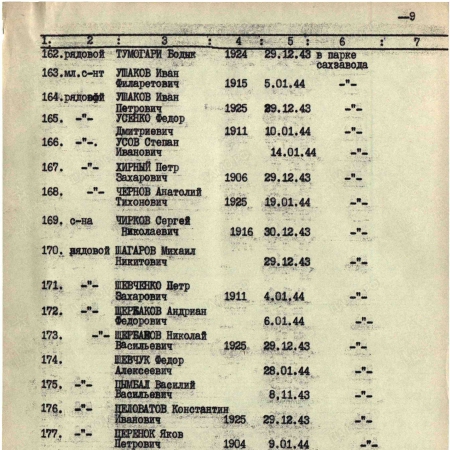 —9
1. 2 : 3 : 4 : 5 : 6 : 7
162.рядовой ТУМОГАРИ Бодык 1924 29.12.43 в парке
сахзавода
163.мл.с-нт УШАКОВ Иван
Филаретович 1915 5.01.44 -"-
164.рядовой УШАКОВ Иван
Петрович 1925 29.12.43 -"-
165. -"- УСЕНКО Федор
Дмитриевич 1911 10.01.44 -"-
166. -"-. УСОВ Степан
Иванович 14.01.44 -"-
167. -"- ХИРНЫЙ Петр
Захарович 1906 29.12.43 -"-
168. -"- ЧЕРНОВ Анатолий
Тихонович 1925 19.01.44 -"-
169. с-на ЧИРКОВ Сергей
Николаевич 1916 30.12.43 -"-
170. рядовой ШАГАРОВ Михаил
Никитович 29.12.43 -"-
171. -"- ШЕВЧЕНКО Петр
Захарович 1911 4.01.44 -"-
172. -"- ЩЕРБАКОВ Андриан
Федорович 6.01.44 -"-
173. -"- ЩЕРБАКОВ Николай
Васильевич 1925 29.12.43 -"-
174. ШЕВЧУК Федор
Алексеевич 28.01.44 -"-
175. -"- ЦЫМБАЛ Василий
Васильевич 8,11.43 -"-
176. -"- ЦЕЛОВАТОВ Константин
Иванович 1925 29.12.43 -"-
177. -"- ЦЕРЕНОК Яков
Петрович 1904 9.01.44 -"-